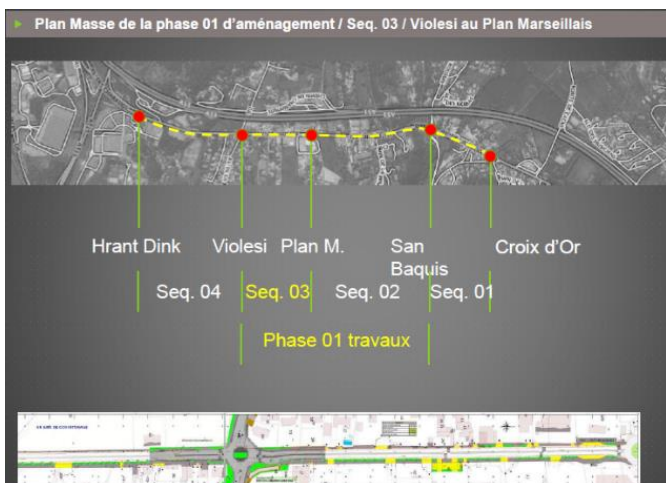 Plan Masse de la phase 01 d’aménagement / Seq. 03 / Violesi au Plan Marseillais
Hrant Dink Violesi Plan M. San Baquis Croix d’Or
Seq. 04 Seq. 03 Seq. 02 Seq. 01
Phase 01 travaux